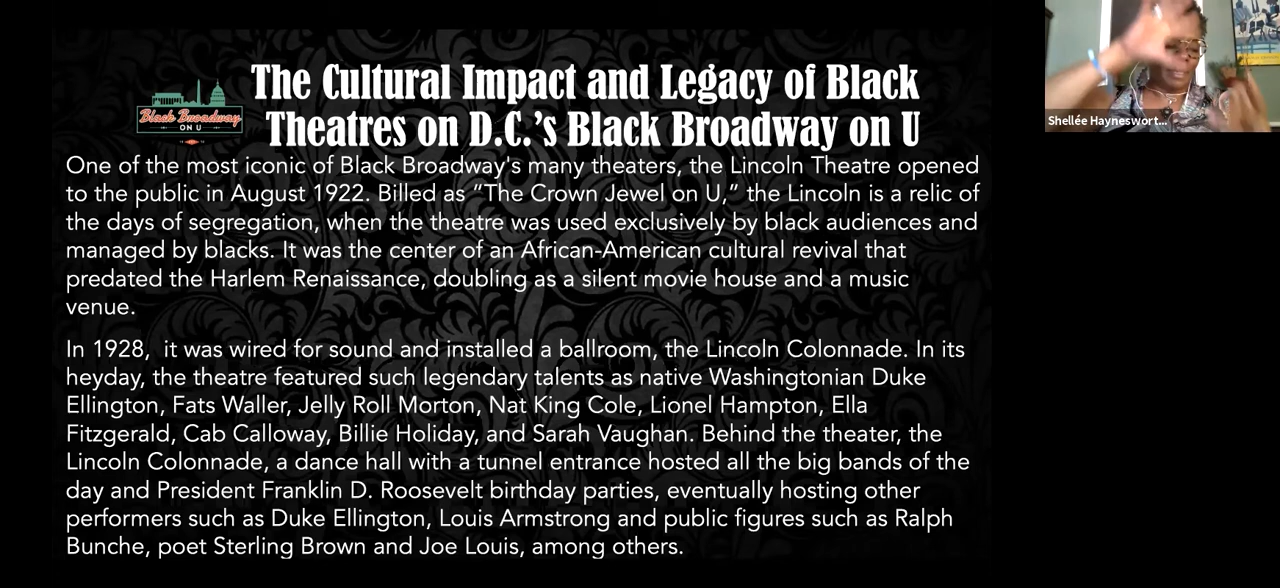 The Cultural Impact and Legacy of Black
Theatres on D.C.'s Black Broadway on U
Black Broadway
ON U
One of the most iconic of Black Broadway's many theaters, the Lincoln Theatre opened
to the public in August 1922. Billed as “The Crown Jewel on U,” the Lincoln is a relic of
the days of segregation, when the theatre was used exclusively by black audiences and
managed by blacks. It was the center of an African-American cultural revival that
predated the Harlem Renaissance, doubling as a silent movie house and a music
venue.
In 1928,  it was wired for sound and installed a ballroom, the Lincoln Colonnade. In its
heyday, the theatre featured such legendary talents as native Washingtonian Duke
Ellington, Fats Waller, Jelly Roll Morton, Nat King Cole, Lionel Hampton, Ella
Fitzgerald, Cab Calloway, Billie Holiday, and Sarah Vaughan. Behind the theater, the
Lincoln Colonnade, a dance hall with a tunnel entrance hosted all the big bands of the
day and President Franklin D. Roosevelt birthday parties, eventually hosting other
performers such as Duke Ellington, Louis Armstrong and public figures such as Ralph
Bunche, poet Sterling Brown and Joe Louis, among others.
Shellée Hayneswort...